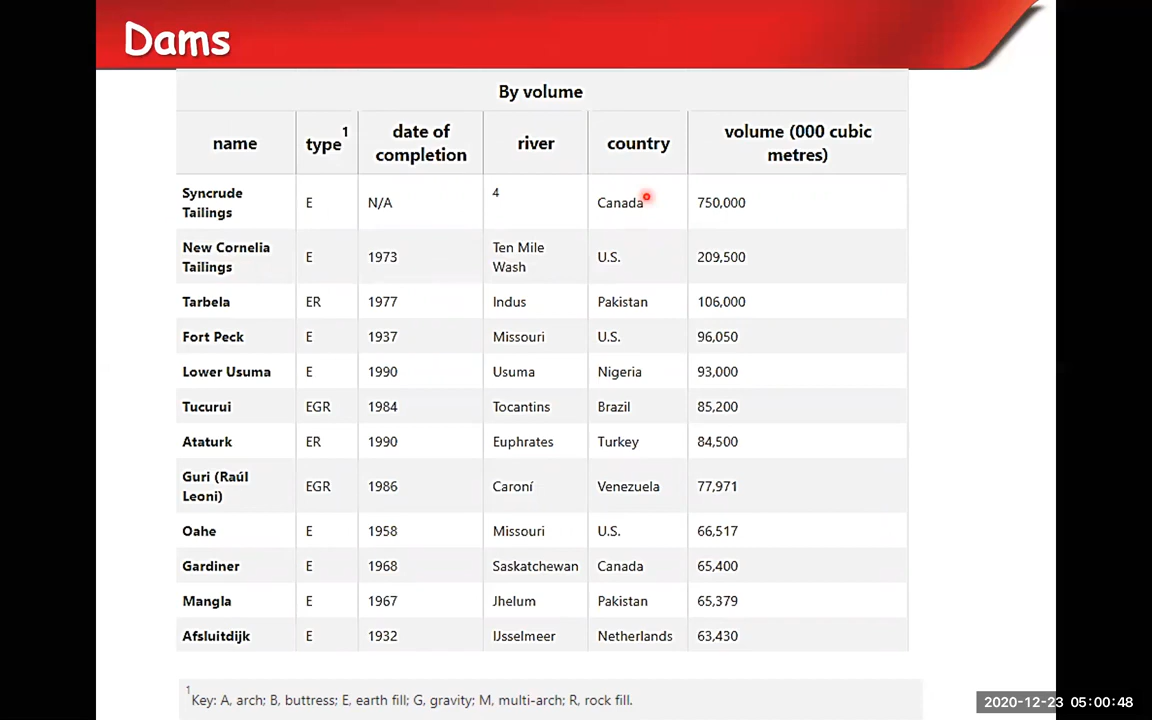 Dams
By volume
name type¹ date of completion river country volume (000 cubic metres)
Syncrude Tailings E N/A 4 Canada 750,000
New Cornelia Tailings E 1973 Ten Mile Wash U.S. 209,500
Tarbela ER 1977 Indus Pakistan 106,000
Fort Peck E 1937 Missouri U.S. 96,050
Lower Usuma E 1990 Usuma Nigeria 93,000
Tucurui EGR 1984 Tocantins Brazil 85,200
Ataturk ER 1990 Euphrates Turkey 84,500
Guri (Raúl Leoni) EGR 1986 Caroní Venezuela 77,971
Oahe E 1958 Missouri U.S. 66,517
Gardiner E 1968 Saskatchewan Canada 65,400
Mangla E 1967 Jhelum Pakistan 65,379
Afsluitdijk E 1932 IJsselmeer Netherlands 63,430
¹Key: A, arch; B, buttress; E, earth fill; G, gravity; M, multi-arch; R, rock fill.
2020-12-23 05:00:48